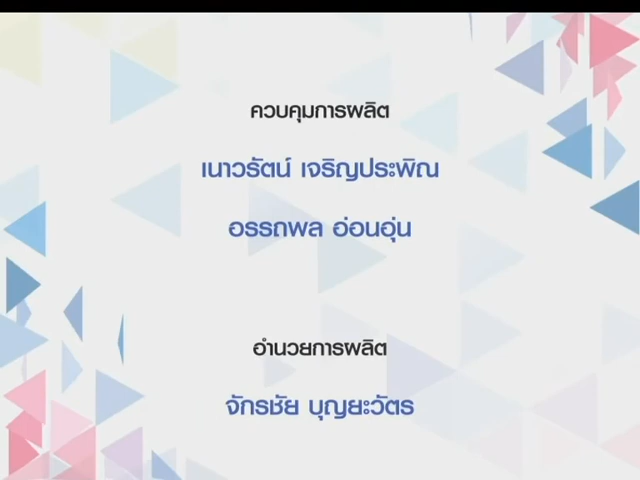 ควบคุมการผลิต
เนาวรัตน์ เจริญประพิณ
อรรถพล อ่อนอุ่น
อำนวยการผลิต
จักรชัย บุญยะวัตร